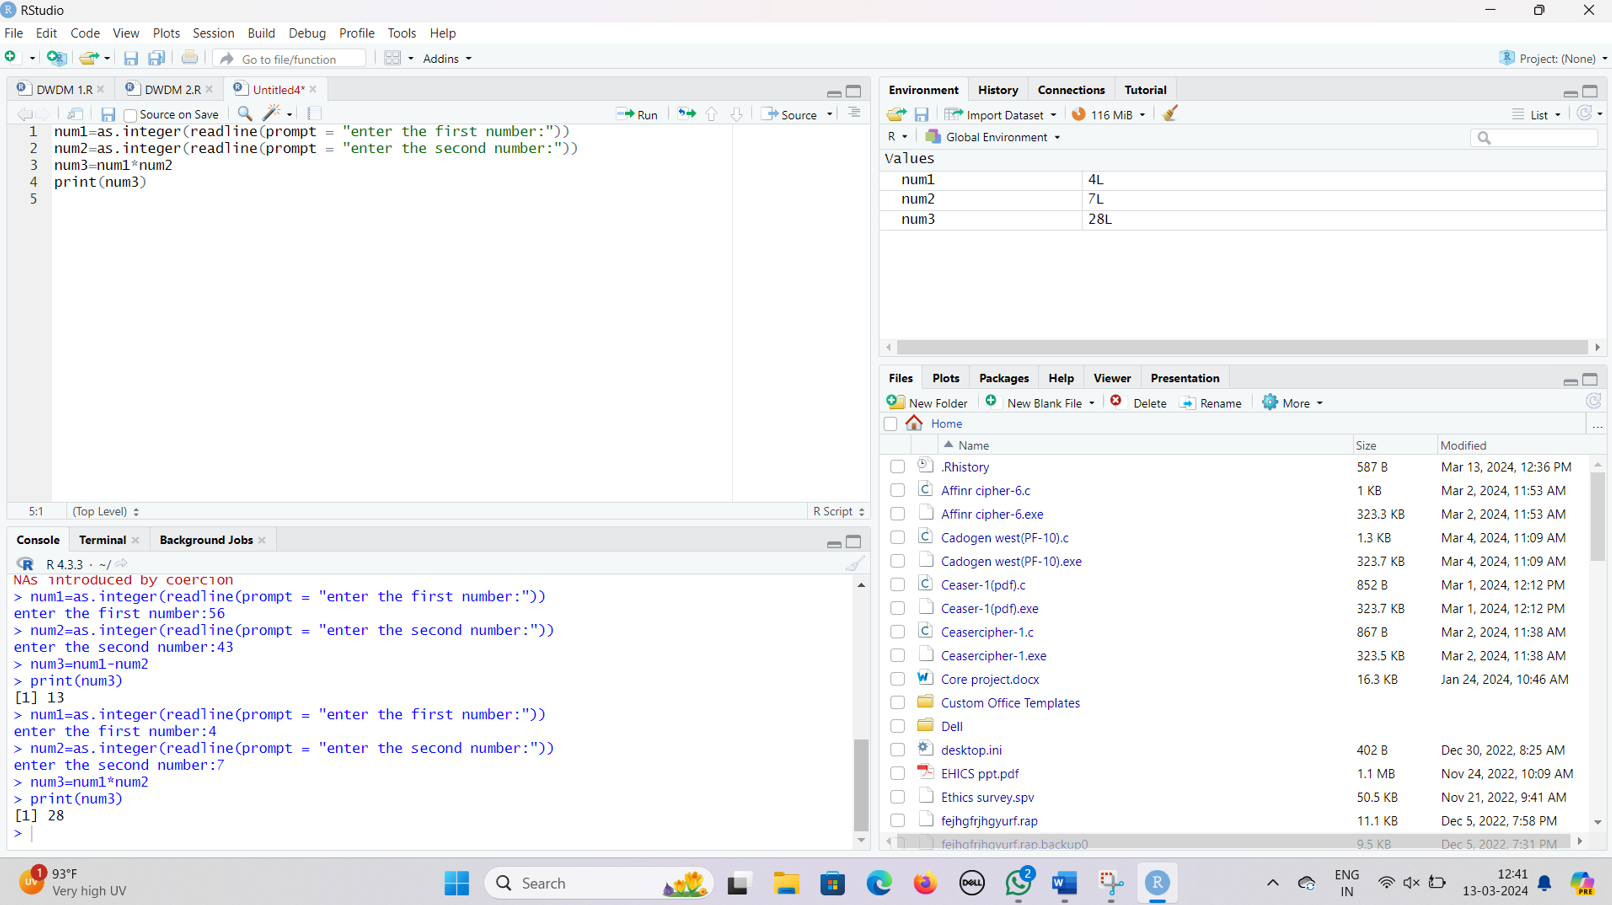 RStudio
File Edit Code View Plots Session Build Debug Profile Tools Help
Go to file/function Addins Project: (None)
DWDM 1.R DWDM 2.R Untitled4*
Source on Save Run Source
1 num1=as.integer(readline(prompt = "enter the first number:"))
2 num2=as.integer(readline(prompt = "enter the second number:"))
3 num3=num1*num2
4 print(num3)
5
5:1 (Top Level) R Script
Console Terminal Background Jobs
R 4.3.3 · ~/
NAs introduced by coercion
> num1=as.integer(readline(prompt = "enter the first number:"))
enter the first number:56
> num2=as.integer(readline(prompt = "enter the second number:"))
enter the second number:43
> num3=num1-num2
> print(num3)
[1] 13
> num1=as.integer(readline(prompt = "enter the first number:"))
enter the first number:4
> num2=as.integer(readline(prompt = "enter the second number:"))
enter the second number:7
> num3=num1*num2
> print(num3)
[1] 28
>
Environment History Connections Tutorial
Import Dataset 116 MiB List
R Global Environment
Values
num1 4L
num2 7L
num3 28L
Files Plots Packages Help Viewer Presentation
New Folder New Blank File Delete Rename More
Home ...
Name Size Modified
.Rhistory 587 B Mar 13, 2024, 12:36 PM
Affinr cipher-6.c 1 KB Mar 2, 2024, 11:53 AM
Affinr cipher-6.exe 323.3 KB Mar 2, 2024, 11:53 AM
Cadogen west(PF-10).c 1.3 KB Mar 4, 2024, 11:09 AM
Cadogen west(PF-10).exe 323.7 KB Mar 4, 2024, 11:09 AM
Ceaser-1(pdf).c 852 B Mar 1, 2024, 12:12 PM
Ceaser-1(pdf).exe 323.7 KB Mar 1, 2024, 12:12 PM
Ceasercipher-1.c 867 B Mar 2, 2024, 11:38 AM
Ceasercipher-1.exe 323.5 KB Mar 2, 2024, 11:38 AM
Core project.docx 16.3 KB Jan 24, 2024, 10:46 AM
Custom Office Templates
Dell
desktop.ini 402 B Dec 30, 2022, 8:25 AM
EHICS ppt.pdf 1.1 MB Nov 24, 2022, 10:09 AM
Ethics survey.spv 50.5 KB Nov 21, 2022, 9:41 AM
fejhgfrjhgyurf.rap 11.1 KB Dec 5, 2022, 7:58 PM
fejhgfrjhgyurf.rap.backup0 9.5 KB Dec 5, 2022, 7:31 PM
UV 1 93°F
Very high UV
Search
DELL
2
ENG
IN
12:41
13-03-2024
PRE